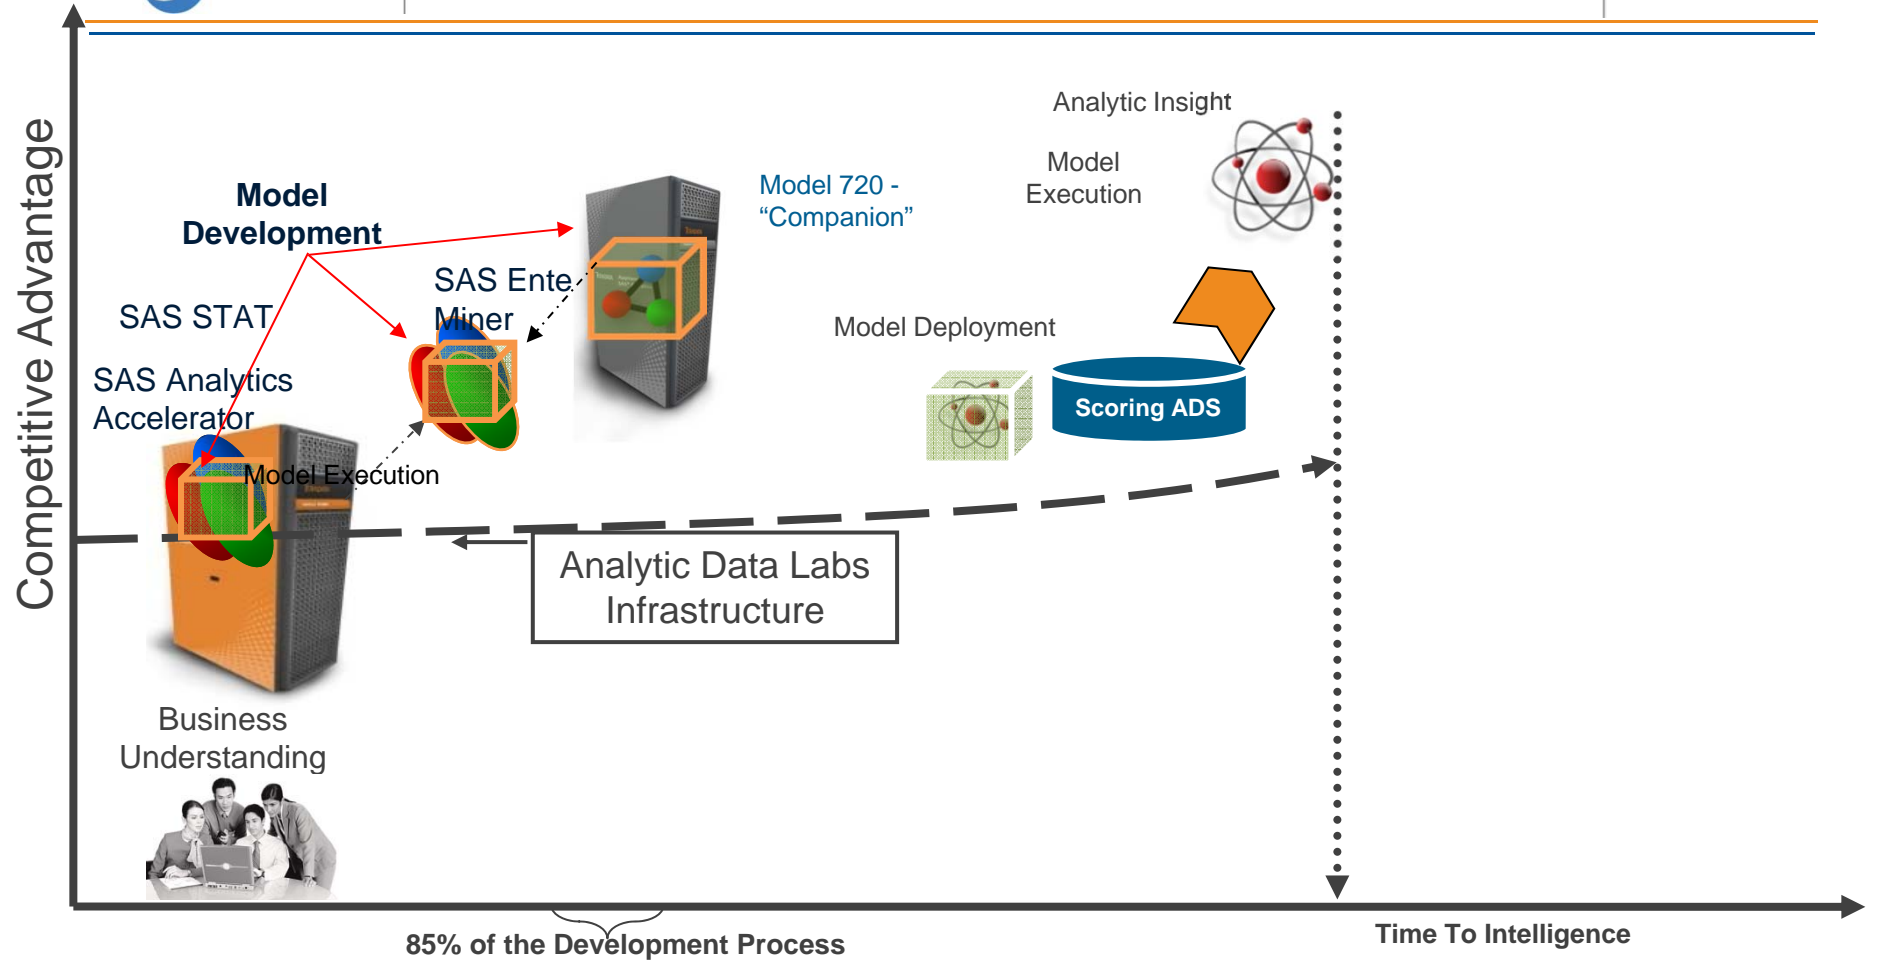 Competitive Advantage
Analytic Insight
Model
Execution
Model
Development
Model 720 -
“Companion”
SAS Ente
Miner
SAS STAT
Model Deployment
SAS Analytics
Accelerator
Scoring ADS
Model Execution
Analytic Data Labs
Infrastructure
Business
Understanding
85% of the Development Process
Time To Intelligence